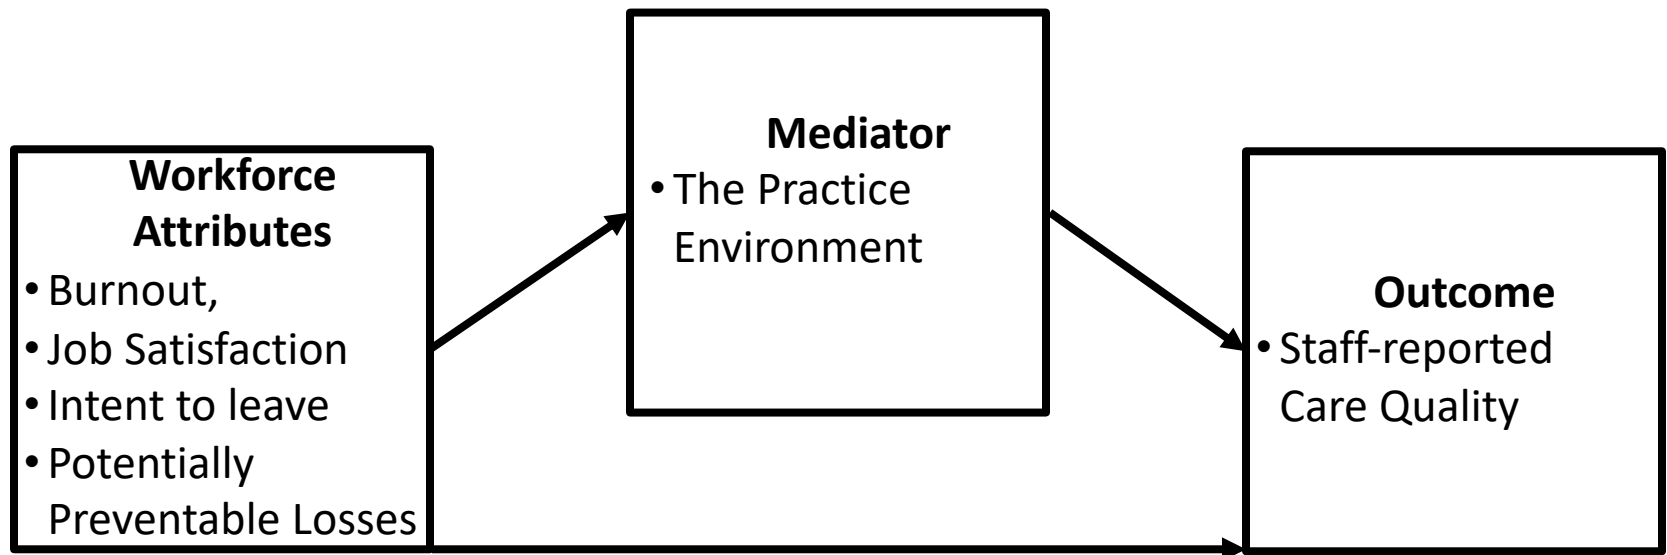 Workforce
Attributes
• Burnout,
• Job Satisfaction
• Intent to leave
• Potentially
Preventable Losses
Mediator
• The Practice
Environment
Outcome
• Staff-reported
Care Quality